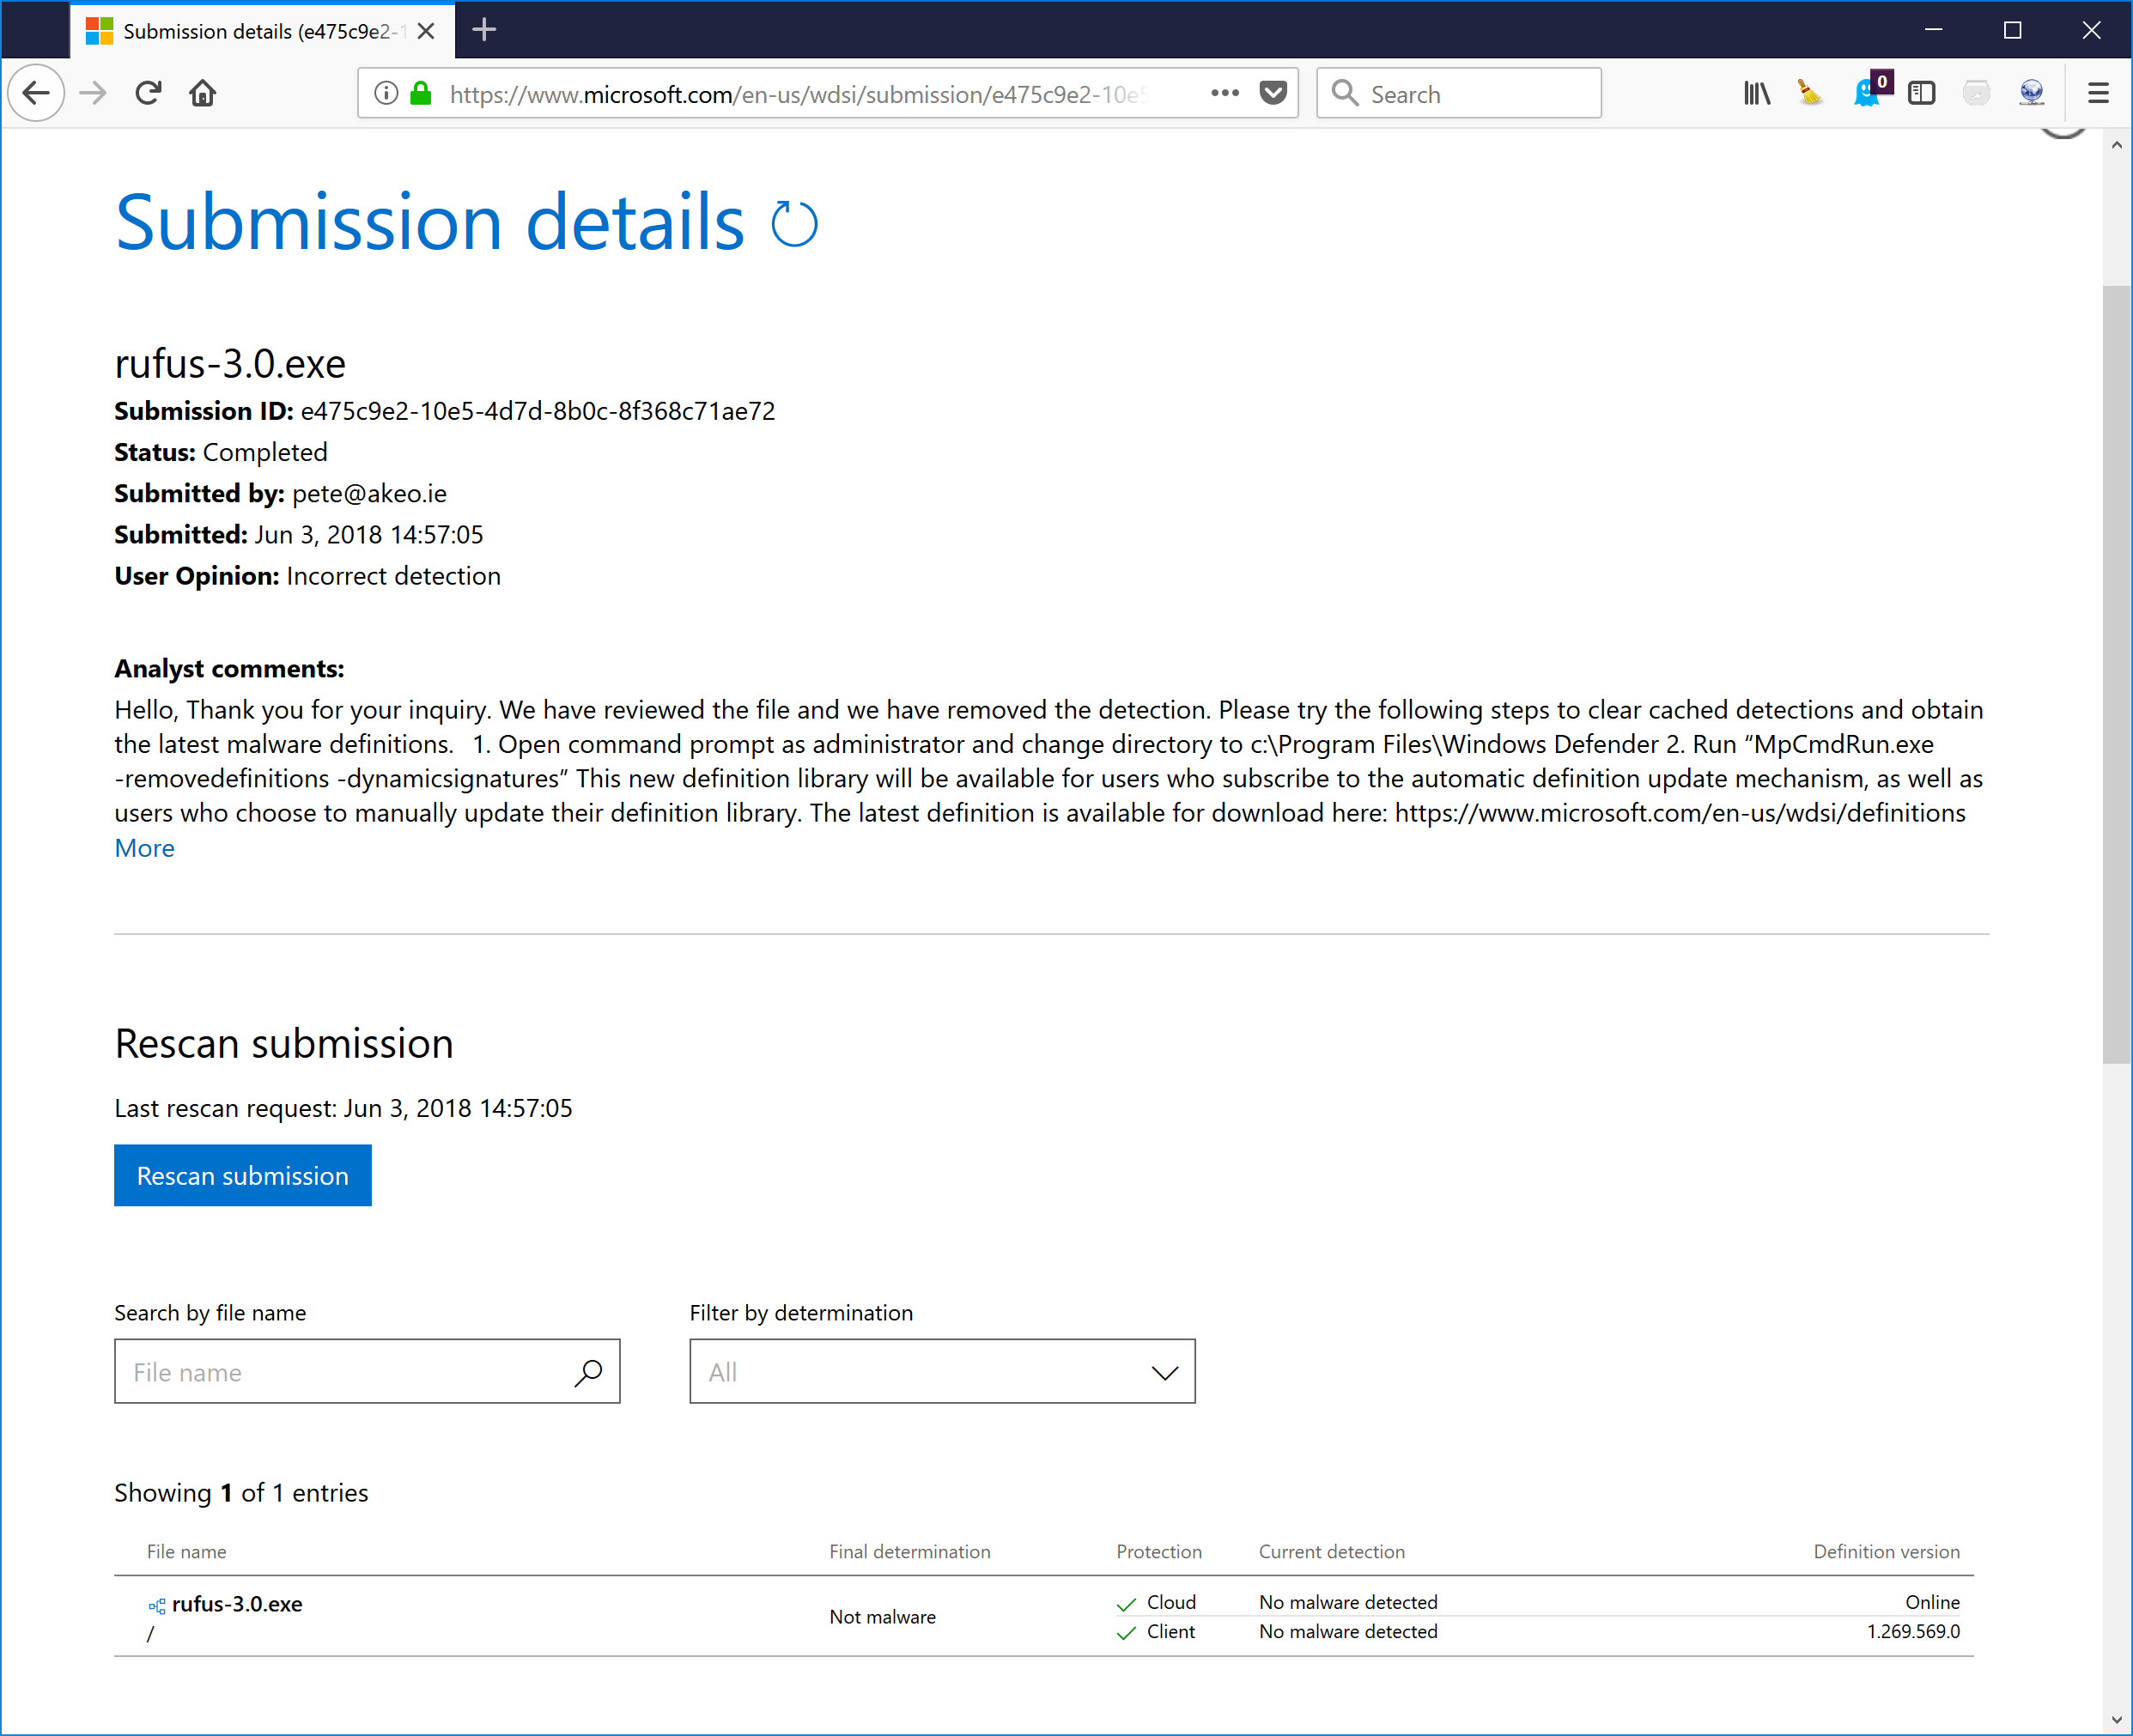 Submission details (e475c9e2-1
https://www.microsoft.com/en-us/wdsi/submission/e475c9e2-10e5
Search
0
Submission details
rufus-3.0.exe
Submission ID: e475c9e2-10e5-4d7d-8b0c-8f368c71ae72
Status: Completed
Submitted by: pete@akeo.ie
Submitted: Jun 3, 2018 14:57:05
User Opinion: Incorrect detection
Analyst comments:
Hello, Thank you for your inquiry. We have reviewed the file and we have removed the detection. Please try the following steps to clear cached detections and obtain
the latest malware definitions.   1. Open command prompt as administrator and change directory to c:\Program Files\Windows Defender 2. Run “MpCmdRun.exe
-removedefinitions -dynamicsignatures” This new definition library will be available for users who subscribe to the automatic definition update mechanism, as well as
users who choose to manually update their definition library. The latest definition is available for download here: https://www.microsoft.com/en-us/wdsi/definitions
More
Rescan submission
Last rescan request: Jun 3, 2018 14:57:05
Rescan submission
Search by file name
Filter by determination
File name
All
Showing 1 of 1 entries
File name Final determination Protection Current detection Definition version
rufus-3.0.exe
/
Not malware
Cloud No malware detected Online
Client No malware detected 1.269.569.0